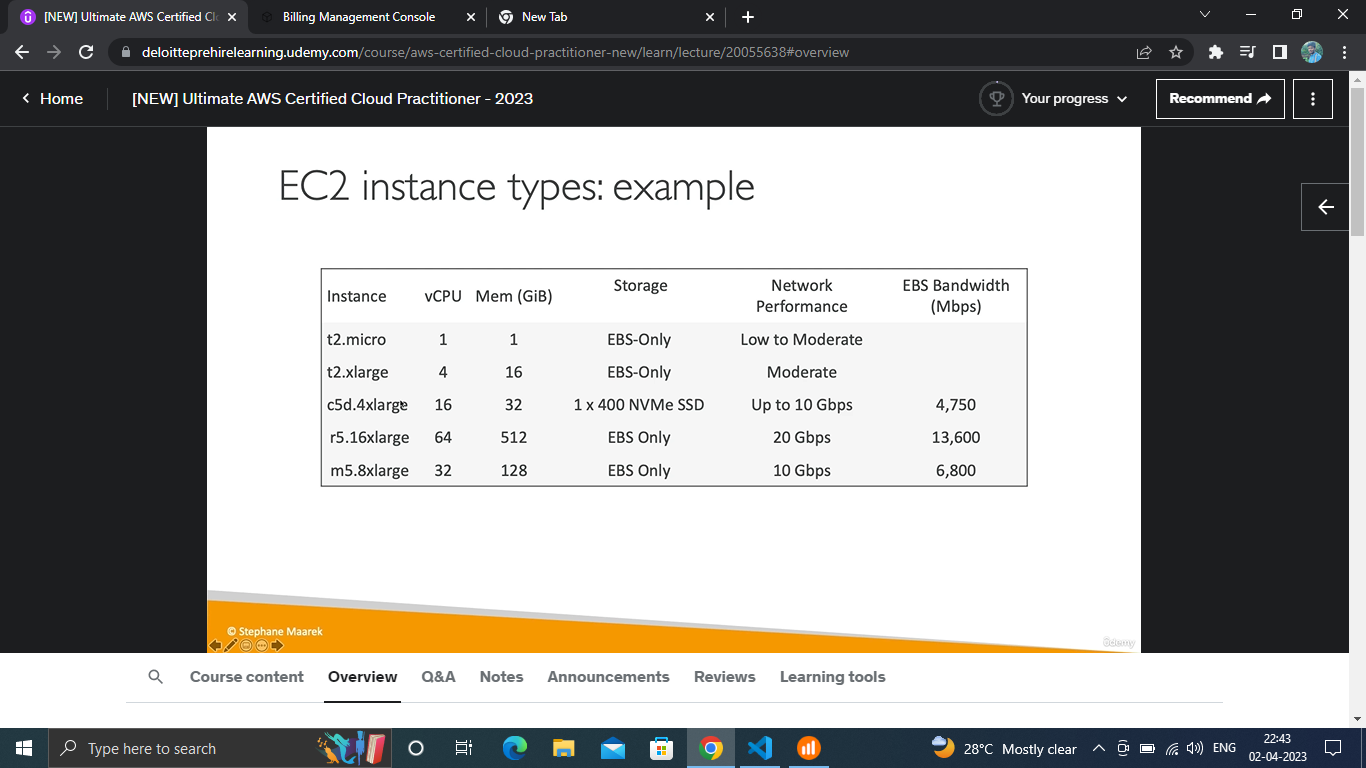 [NEW] Ultimate AWS Certified Cl
Billing Management Console
New Tab
deloitteprehirelearning.udemy.com/course/aws-certified-cloud-practitioner-new/learn/lecture/20055638#overview
Home
[NEW] Ultimate AWS Certified Cloud Practitioner - 2023
Your progress
Recommend
EC2 instance types: example
Instance vCPU Mem (GiB) Storage Network Performance EBS Bandwidth (Mbps)
t2.micro 1 1 EBS-Only Low to Moderate
t2.xlarge 4 16 EBS-Only Moderate
c5d.4xlarge 16 32 1 x 400 NVMe SSD Up to 10 Gbps 4,750
r5.16xlarge 64 512 EBS Only 20 Gbps 13,600
m5.8xlarge 32 128 EBS Only 10 Gbps 6,800
© Stephane Maarek
ûdemy
Course content Overview Q&A Notes Announcements Reviews Learning tools
Type here to search
28°C Mostly clear
ENG
22:43
02-04-2023